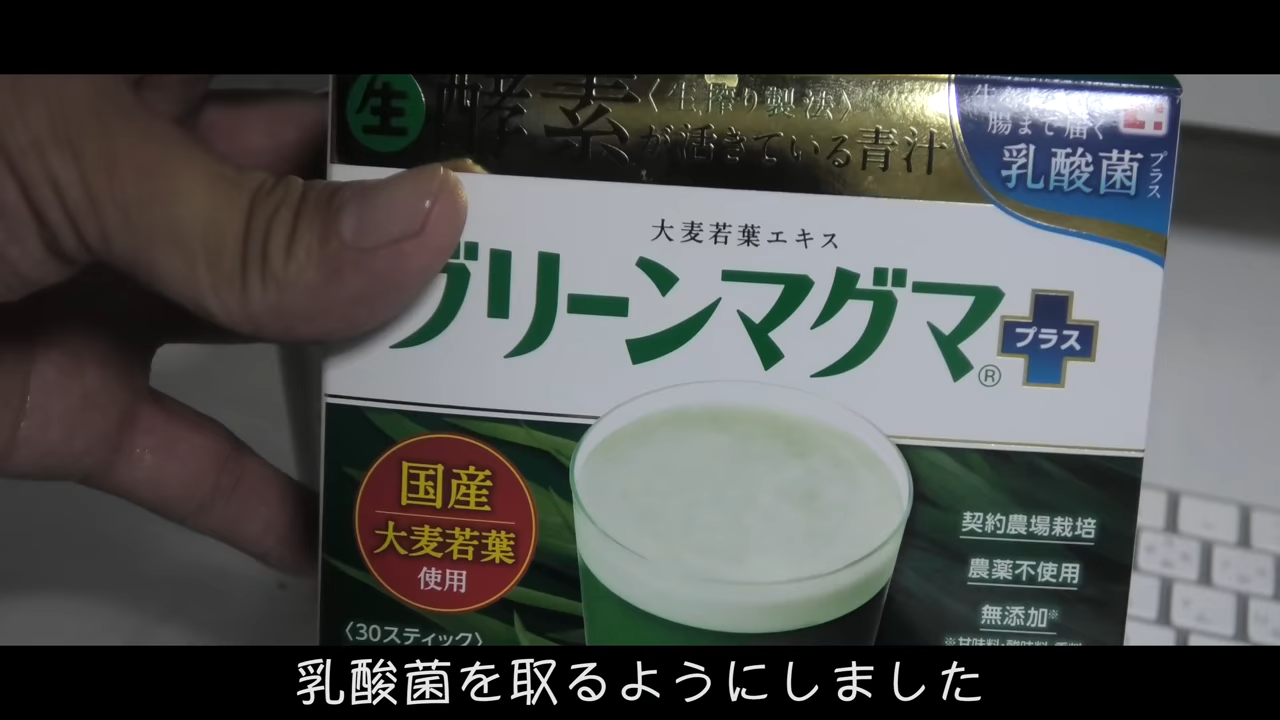 生 酵素〈生搾り製法〉
が活きている青汁
生きて
腸まで届く
乳酸菌プラス
大麦若葉エキス
グリーンマグマ®プラス
国産
大麦若葉
使用
契約農場栽培
農薬不使用
無添加※
〈30スティック〉
乳酸菌を取るようにしました